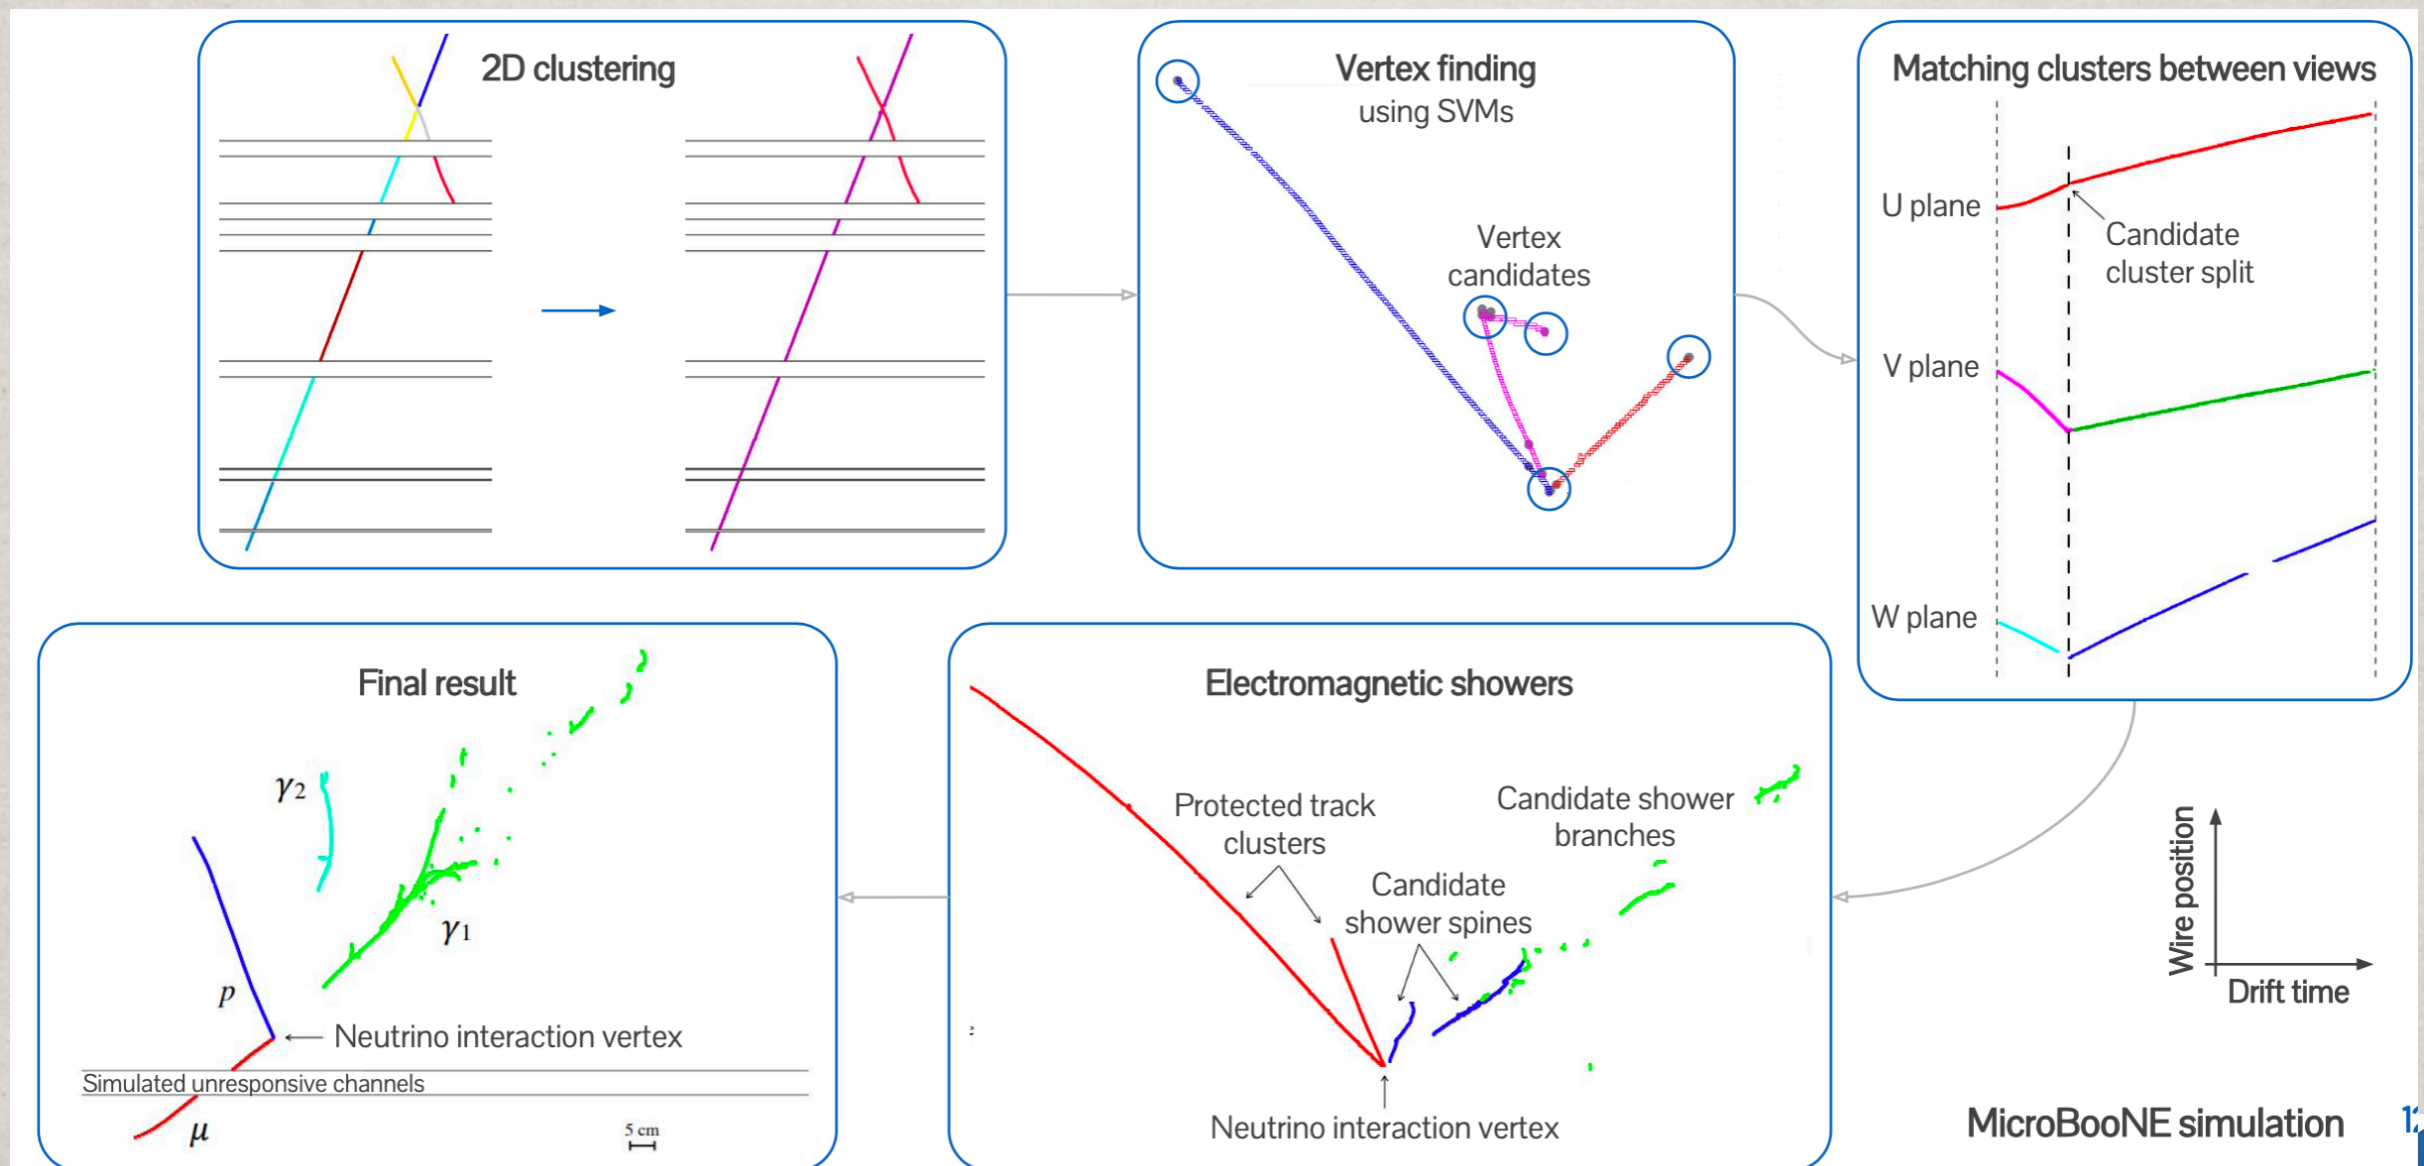 2D clustering
Vertex finding
using SVMs
Vertex
candidates
Matching clusters between views
U plane
Candidate
cluster split
V plane
W plane
Final result
γ2
γ1
p
Neutrino interaction vertex
Simulated unresponsive channels
μ
5 cm
Electromagnetic showers
Protected track
clusters
Candidate shower
branches
Candidate
shower spines
Neutrino interaction vertex
Wire position
Drift time
MicroBooNE simulation